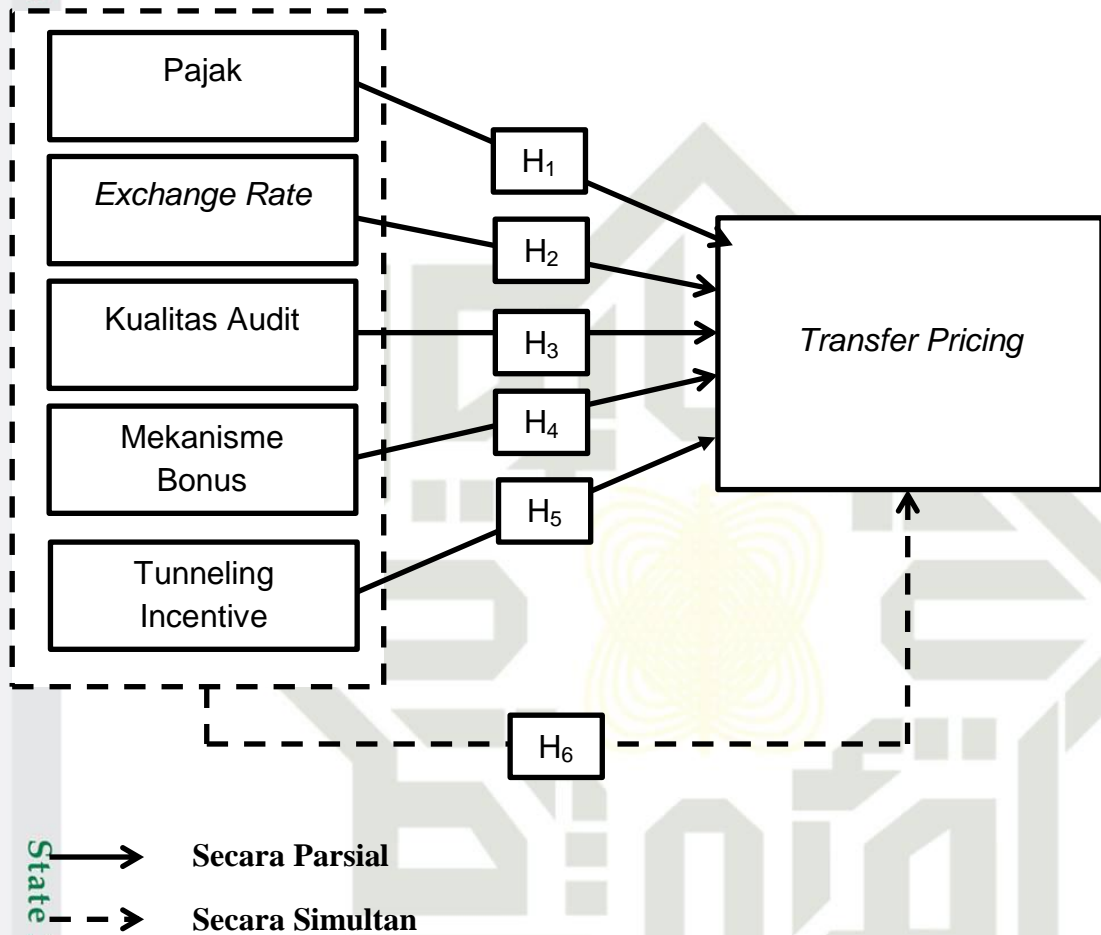 Pajak
H₁
Exchange Rate
H₂
Kualitas Audit
H₃
Transfer Pricing
Mekanisme
Bonus
H₄
H₅
Tunneling
Incentive
H₆
State
Secara Parsial
Secara Simultan